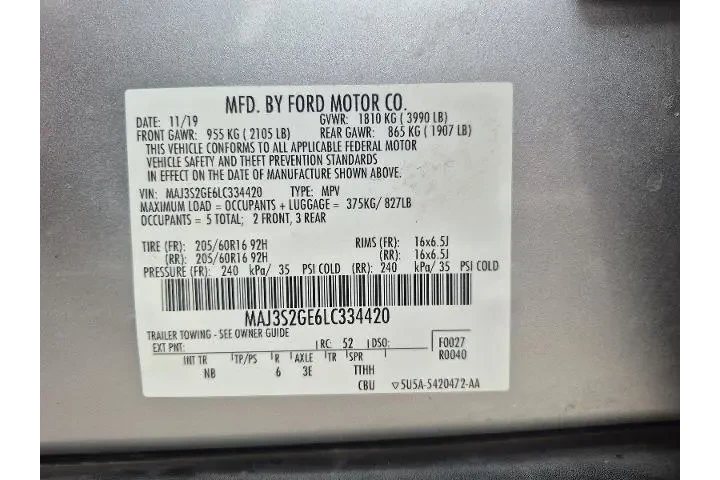 MFD. BY FORD MOTOR CO.
DATE: 11/19 GVWR: 1810 KG ( 3990 LB)
FRONT GAWR: 955 KG ( 2105 LB) REAR GAWR: 865 KG ( 1907 LB)
THIS VEHICLE CONFORMS TO ALL APPLICABLE FEDERAL MOTOR
VEHICLE SAFETY AND THEFT PREVENTION STANDARDS
IN EFFECT ON THE DATE OF MANUFACTURE SHOWN ABOVE.
VIN: MAJ3S2GE6LC334420 TYPE: MPV
MAXIMUM LOAD = OCCUPANTS + LUGGAGE = 375KG/ 827LB
OCCUPANTS = 5 TOTAL; 2 FRONT, 3 REAR
TIRE (FR): 205/60R16 92H RIMS (FR): 16x6.5J
(RR): 205/60R16 92H (RR): 16x6.5J
PRESSURE (FR): 240 kPa/ 35 PSI COLD (RR): 240 kPa/ 35 PSI COLD
MAJ3S2GE6LC334420
TRAILER TOWING - SEE OWNER GUIDE
EXT PNT: RC: 52 DSO: F0027
R0040
INT TR TP/PS R AXLE TR SPR
NB 6 3E TTHH
CBU ▽5U5A-5420472-AA